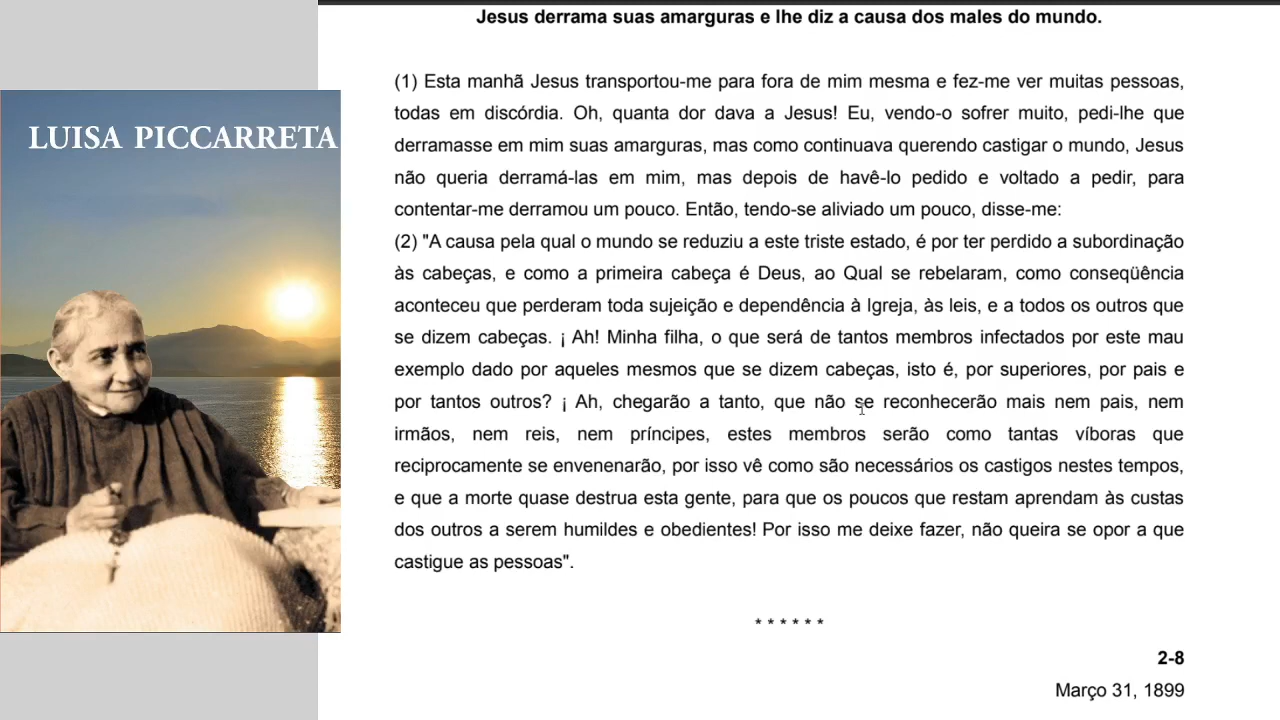 Jesus derrama suas amarguras e lhe diz a causa dos males do mundo.
LUISA PICCARRETA
(1) Esta manhã Jesus transportou-me para fora de mim mesma e fez-me ver muitas pessoas,
todas em discórdia. Oh, quanta dor dava a Jesus! Eu, vendo-o sofrer muito, pedi-lhe que
derramasse em mim suas amarguras, mas como continuava querendo castigar o mundo, Jesus
não queria derramá-las em mim, mas depois de havê-lo pedido e voltado a pedir, para
contentar-me derramou um pouco. Então, tendo-se aliviado um pouco, disse-me:
(2) "A causa pela qual o mundo se reduziu a este triste estado, é por ter perdido a subordinação
às cabeças, e como a primeira cabeça é Deus, ao Qual se rebelaram, como conseqüência
aconteceu que perderam toda sujeição e dependência à Igreja, às leis, e a todos os outros que
se dizem cabeças. ¡ Ah! Minha filha, o que será de tantos membros infectados por este mau
exemplo dado por aqueles mesmos que se dizem cabeças, isto é, por superiores, por pais e
por tantos outros? ¡ Ah, chegarão a tanto, que não se reconhecerão mais nem pais, nem
irmãos, nem reis, nem príncipes, estes membros serão como tantas víboras que
reciprocamente se envenenarão, por isso vê como são necessários os castigos nestes tempos,
e que a morte quase destrua esta gente, para que os poucos que restam aprendam às custas
dos outros a serem humildes e obedientes! Por isso me deixe fazer, não queira se opor a que
castigue as pessoas".
* * * * * *
2-8
Março 31, 1899